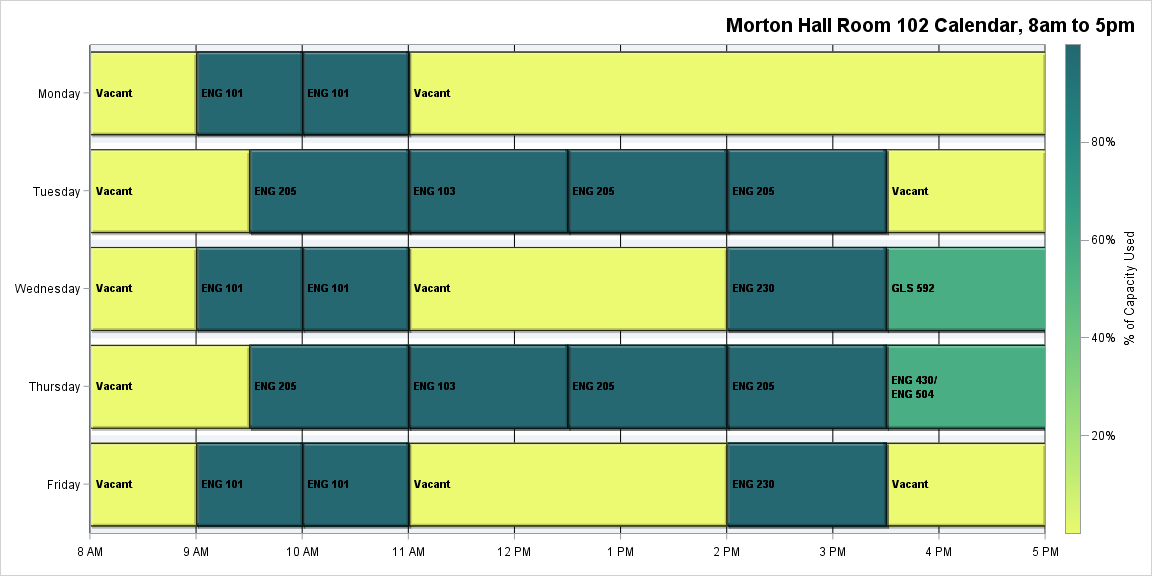 Morton Hall Room 102 Calendar, 8am to 5pm
Monday
Vacant
ENG 101
ENG 101
Vacant
Tuesday
Vacant
ENG 205
ENG 103
ENG 205
ENG 205
Vacant
Wednesday
Vacant
ENG 101
ENG 101
Vacant
ENG 230
GLS 592
Thursday
Vacant
ENG 205
ENG 103
ENG 205
ENG 205
ENG 430/
ENG 504
Friday
Vacant
ENG 101
ENG 101
Vacant
ENG 230
Vacant
8 AM
9 AM
10 AM
11 AM
12 PM
1 PM
2 PM
3 PM
4 PM
5 PM
80%
60%
40%
20%
% of Capacity Used